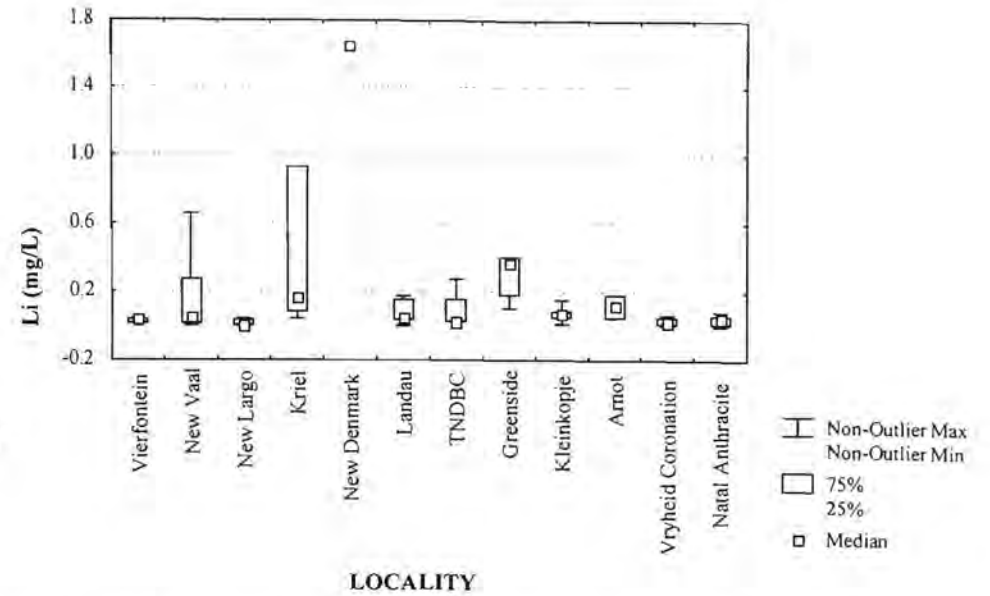 1.8
1.4
1.0
0.6
0.2
-0.2
Li (mg/L)
Vierfontein
New Vaal
New Largo
Kriel
New Denmark
Landau
TNDBC
Greenside
Kleinkopje
Arnot
Vryheid Coronation
Natal Anthracite
LOCALITY
Non-Outlier Max
Non-Outlier Min
75%
25%
Median